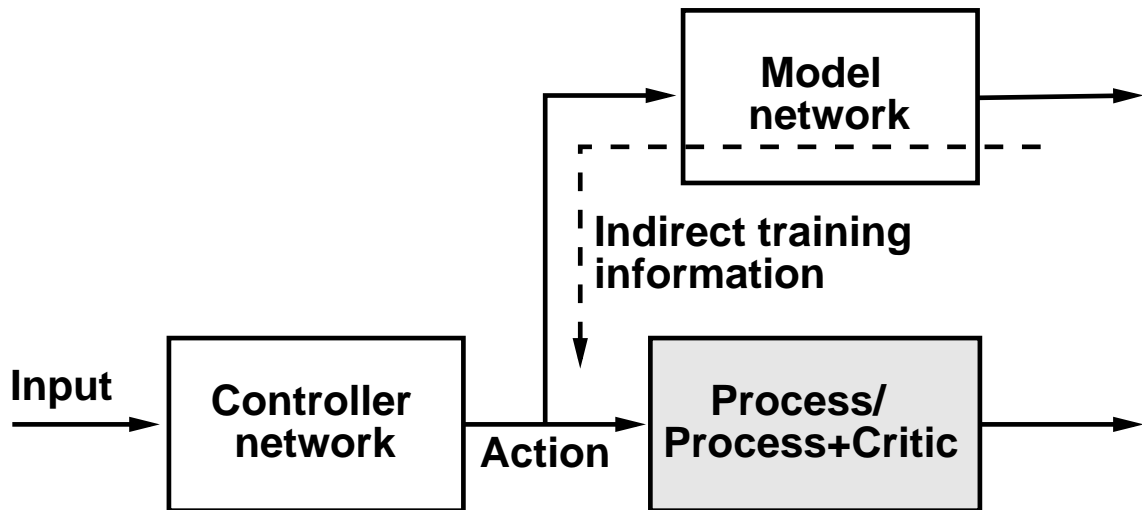 Model
network
Indirect training
information
Input
Controller
network
Action
Process/
Process+Critic